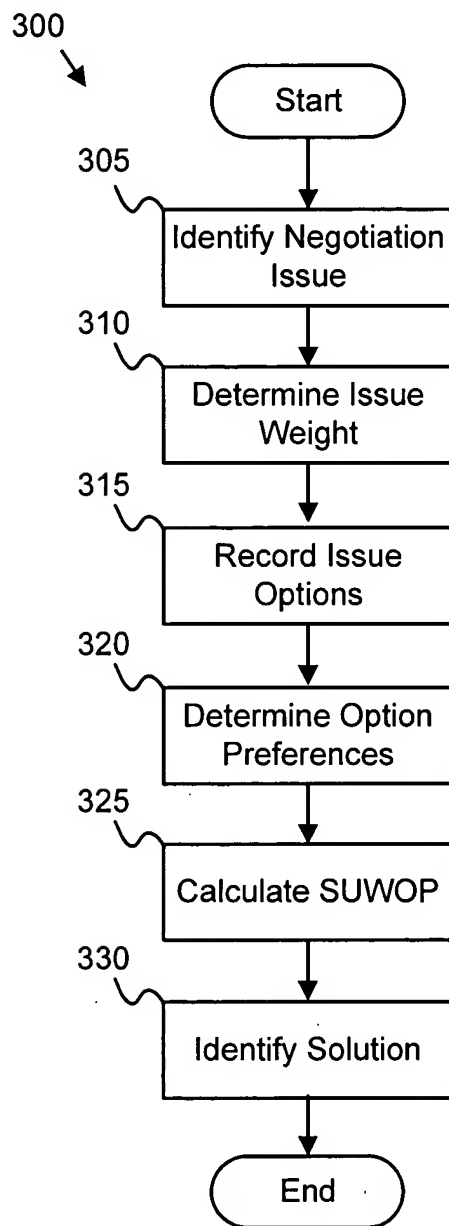 300
Start
305
Identify Negotiation
Issue
310
Determine Issue
Weight
315
Record Issue
Options
320
Determine Option
Preferences
325
Calculate SUWOP
330
Identify Solution
End